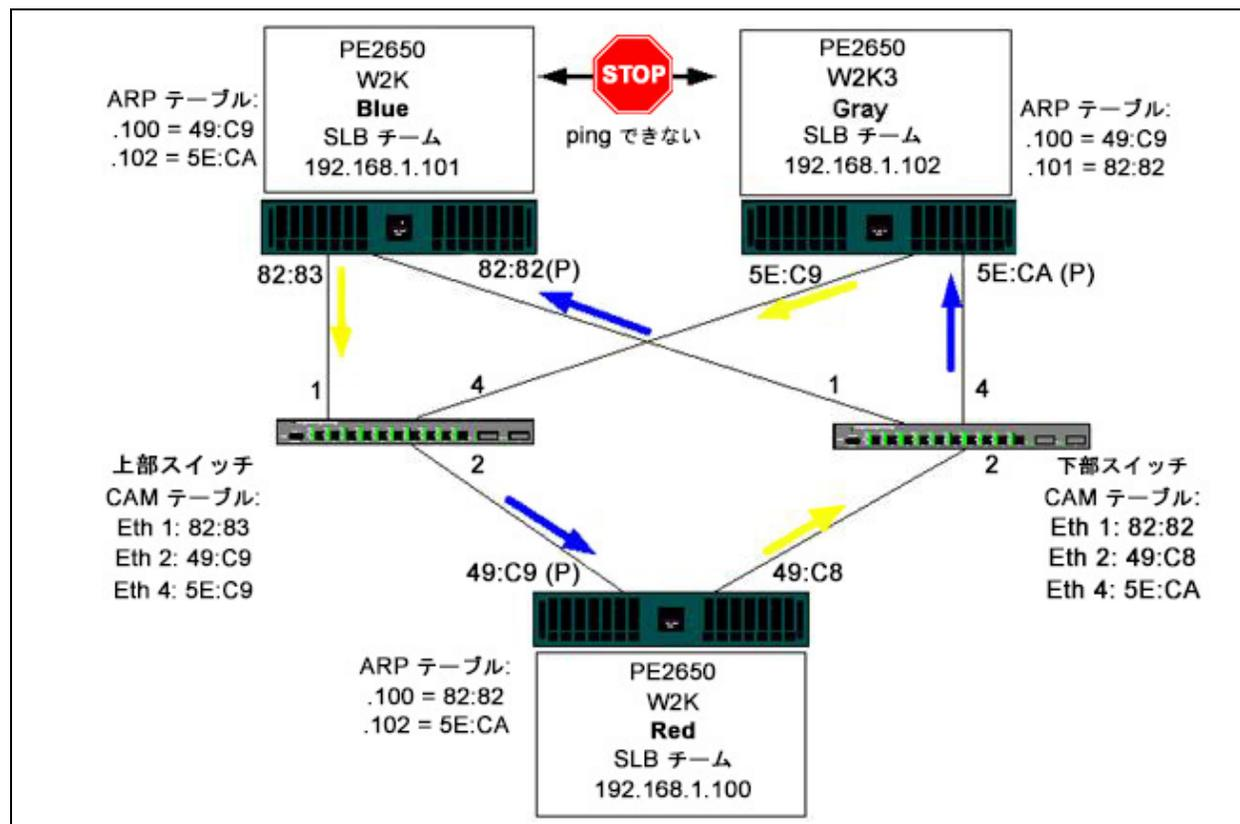 PE2650
W2K
Blue
SLB チーム
192.168.1.101
ARP テーブル:
.100 = 49:C9
.102 = 5E:CA
STOP
ping できない
PE2650
W2K3
Gray
SLB チーム
192.168.1.102
ARP テーブル:
.100 = 49:C9
.101 = 82:82
82:83
82:82(P)
5E:C9
5E:CA (P)
1
4
1
4
2
2
上部スイッチ
CAM テーブル:
Eth 1: 82:83
Eth 2: 49:C9
Eth 4: 5E:C9
下部スイッチ
CAM テーブル:
Eth 1: 82:82
Eth 2: 49:C8
Eth 4: 5E:CA
49:C9 (P)
49:C8
ARP テーブル:
.100 = 82:82
.102 = 5E:CA
PE2650
W2K
Red
SLB チーム
192.168.1.100